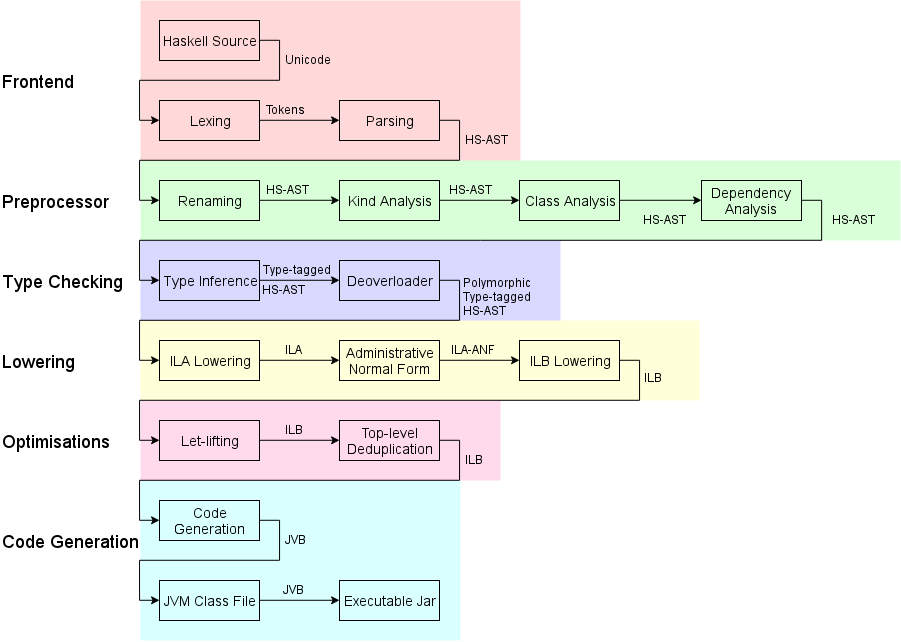 Haskell Source
Unicode
Frontend
Lexing
Tokens
Parsing
HS-AST
Preprocessor
Renaming
HS-AST
Kind Analysis
HS-AST
Class Analysis
HS-AST
Dependency
Analysis
HS-AST
Type Checking
Type Inference
Type-tagged
HS-AST
Deoverloader
Polymorphic
Type-tagged
HS-AST
Lowering
ILA Lowering
ILA
Administrative
Normal Form
ILA-ANF
ILB Lowering
ILB
Optimisations
Let-lifting
ILB
Top-level
Deduplication
ILB
Code Generation
Code
Generation
JVB
JVM Class File
JVB
Executable Jar